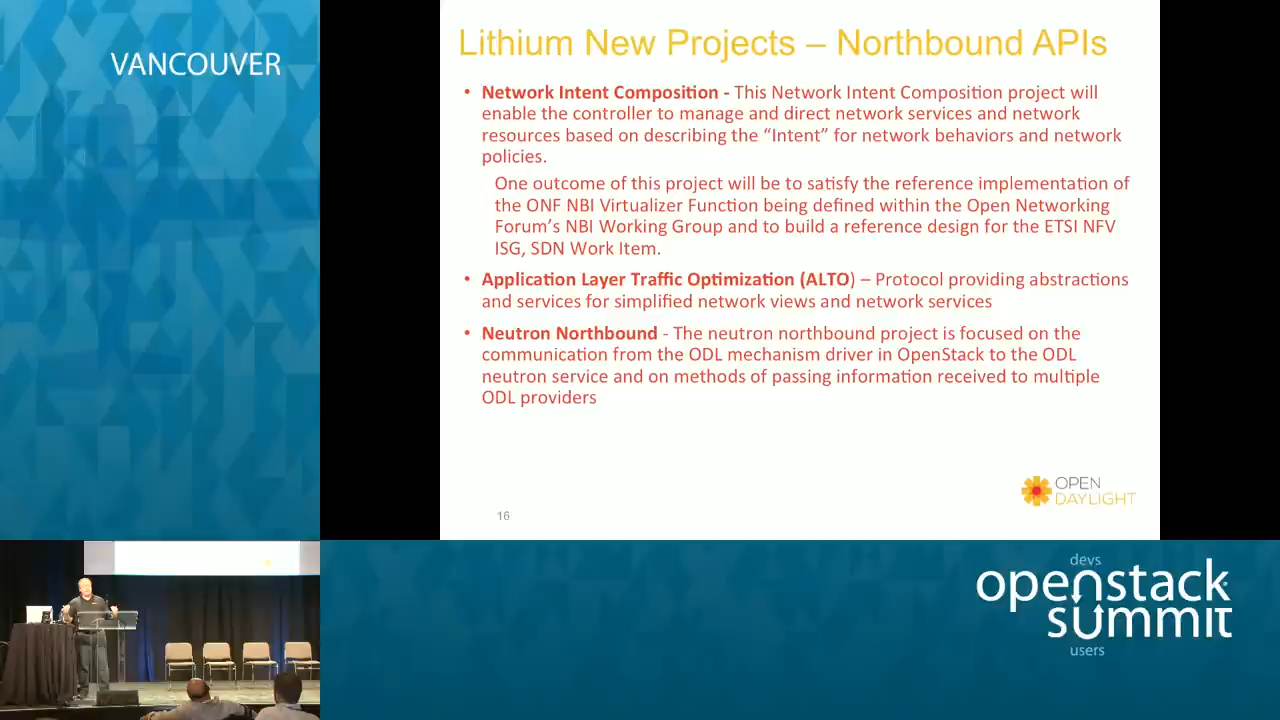 VANCOUVER
Lithium New Projects – Northbound APIs
• Network Intent Composition - This Network Intent Composition project will
enable the controller to manage and direct network services and network
resources based on describing the “Intent” for network behaviors and network
policies.
One outcome of this project will be to satisfy the reference implementation of
the ONF NBI Virtualizer Function being defined within the Open Networking
Forum’s NBI Working Group and to build a reference design for the ETSI NFV
ISG, SDN Work Item.
• Application Layer Traffic Optimization (ALTO) – Protocol providing abstractions
and services for simplified network views and network services
• Neutron Northbound - The neutron northbound project is focused on the
communication from the ODL mechanism driver in OpenStack to the ODL
neutron service and on methods of passing information received to multiple
ODL providers
OPEN
DAYLIGHT
16
devs
openstack
summit
users